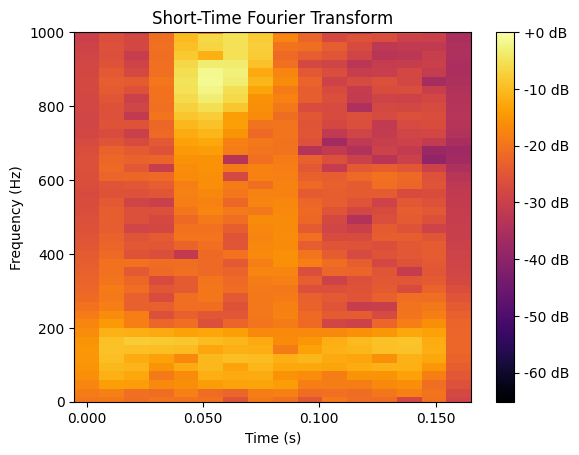 Short-Time Fourier Transform
1000
800
600
400
200
0
Frequency (Hz)
0.000
0.050
0.100
0.150
Time (s)
+0 dB
-10 dB
-20 dB
-30 dB
-40 dB
-50 dB
-60 dB